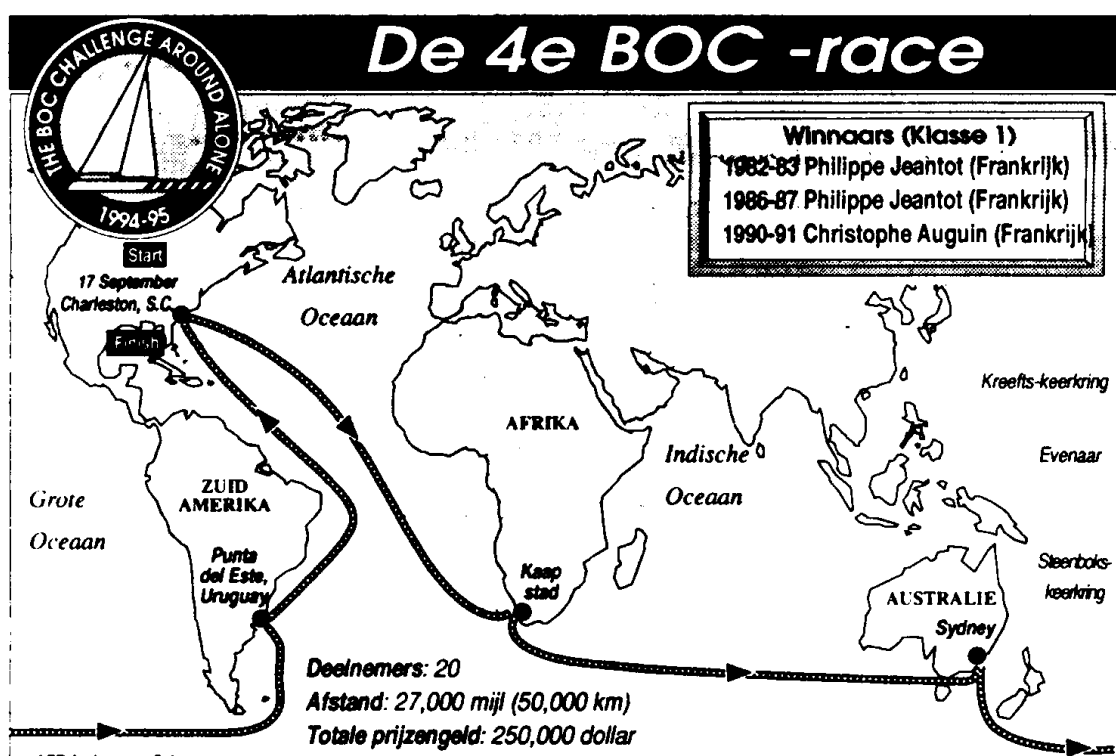 De 4e BOC -race
THE BOC CHALLENGE AROUND ALONE
1994-95
Winnaars (Klasse 1)
1982-83 Philippe Jeantot (Frankrijk)
1986-87 Philippe Jeantot (Frankrijk)
1990-91 Christophe Auguin (Frankrijk)
Start
17 September
Charleston, S.C.
Finish
Atlantische
Oceaan
Kreefts-keerkring
AFRIKA
Indische
Oceaan
Evenaar
Grote
Oceaan
ZUID
AMERIKA
Punta
del Este,
Uruguay
Kaap
stad
Steenboks-
keerkring
AUSTRALIE
Sydney
Deelnemers: 20
Afstand: 27,000 mijl (50,000 km)
Totale prijzengeld: 250,000 dollar